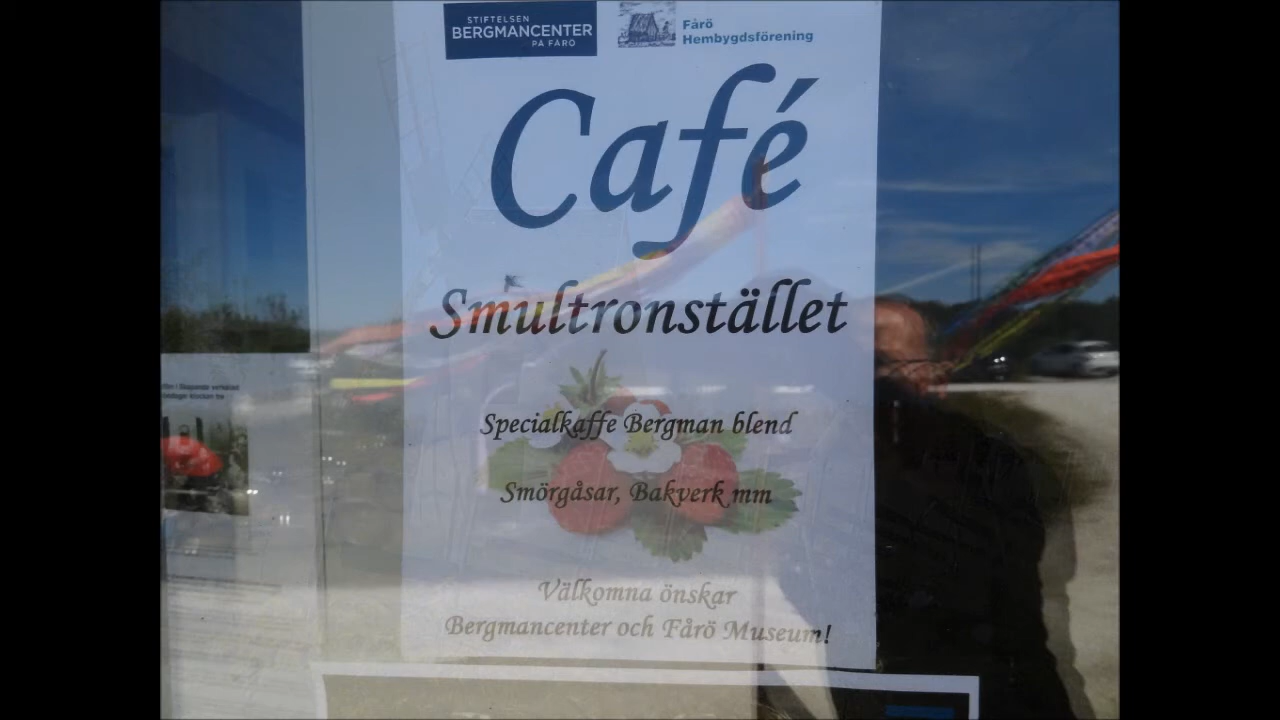 STIFTELSEN
BERGMANCENTER
PÅ FÅRÖ
Fårö
Hembygdsförening
Café
Smultronstället
Specialkaffe Bergman blend
Smörgåsar, Bakverk mm
Välkomna önskar
Bergmancenter och Fårö Museum!